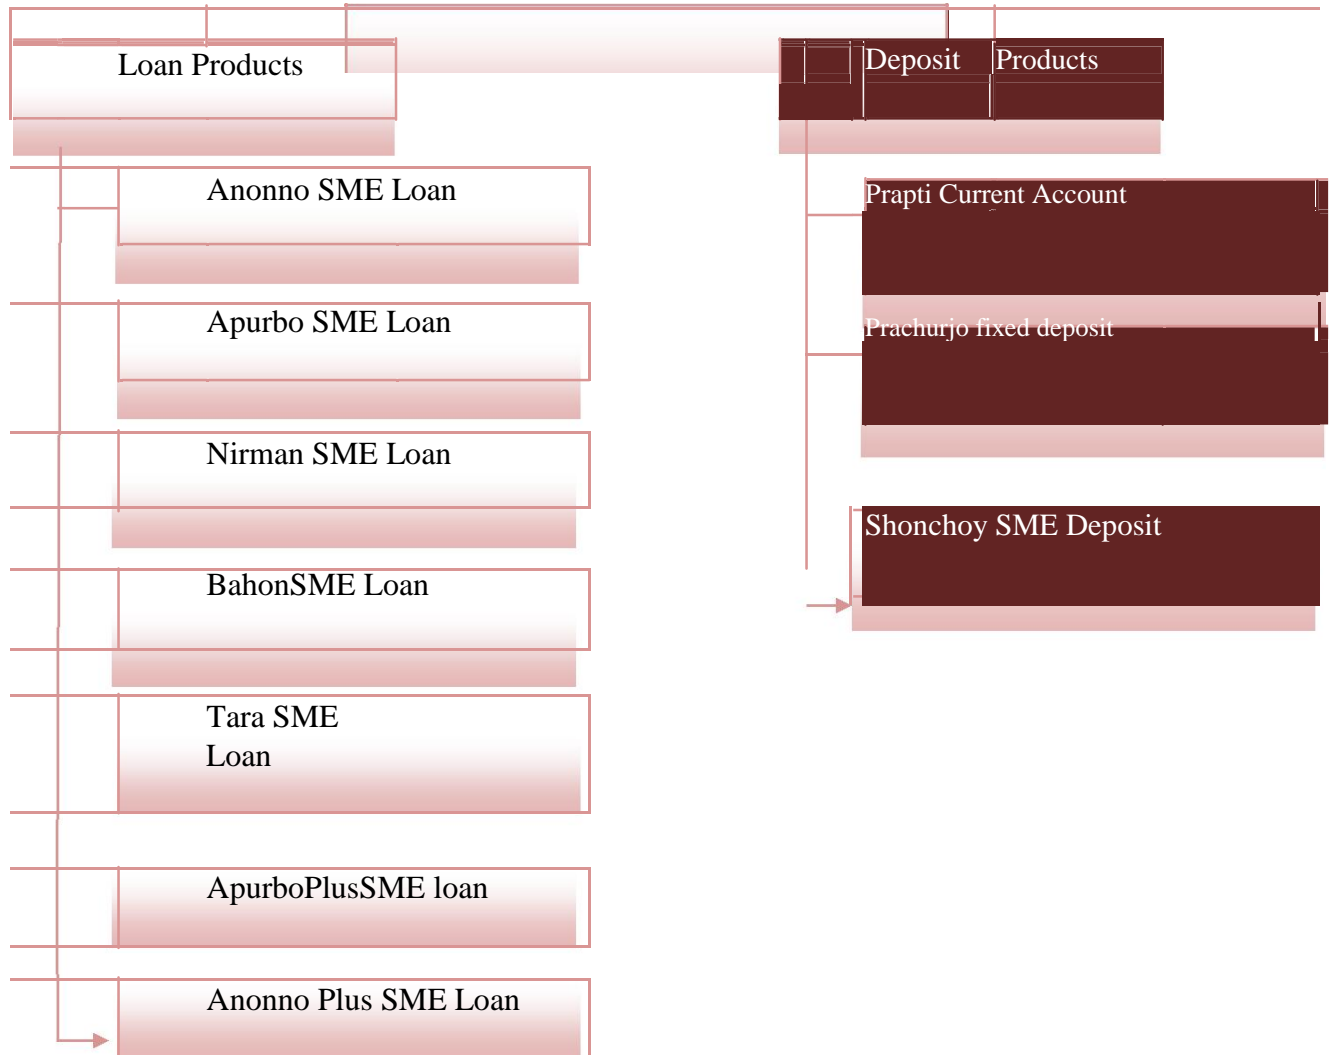 Loan Products
Anonno SME Loan
Apurbo SME Loan
Nirman SME Loan
BahonSME Loan
Tara SME
Loan
ApurboPlusSME loan
Anonno Plus SME Loan
Deposit Products
Prapti Current Account
Prachurjo fixed deposit
Shonchoy SME Deposit